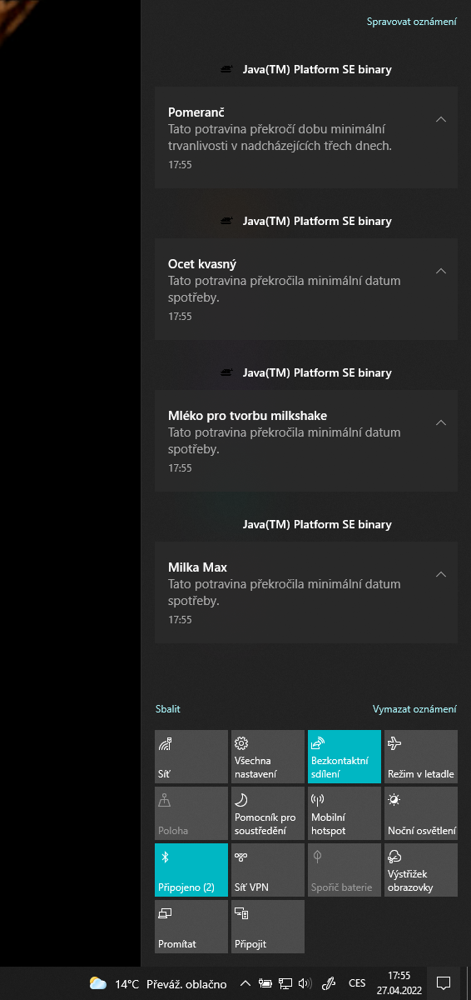 Spravovat oznámení
Java(TM) Platform SE binary
Pomeranč
Tato potravina překročí dobu minimální
trvanlivosti v nadcházejících třech dnech.
17:55
Java(TM) Platform SE binary
Ocet kvasný
Tato potravina překročila minimální datum
spotřeby.
17:55
Java(TM) Platform SE binary
Mléko pro tvorbu milkshake
Tato potravina překročila minimální datum
spotřeby.
17:55
Java(TM) Platform SE binary
Milka Max
Tato potravina překročila minimální datum
spotřeby.
17:55
Sbalit Vymazat oznámení
Síť
Všechna
nastavení
Bezkontaktní
sdílení
Režim v letadle
Poloha
Pomocník pro
soustředění
Mobilní
hotspot
Noční osvětlení
Připojeno (2)
Síť VPN
Spořič baterie
Výstřižek
obrazovky
Promítat
Připojit
14°C Převáž. oblačno CES
17:55
27.04.2022